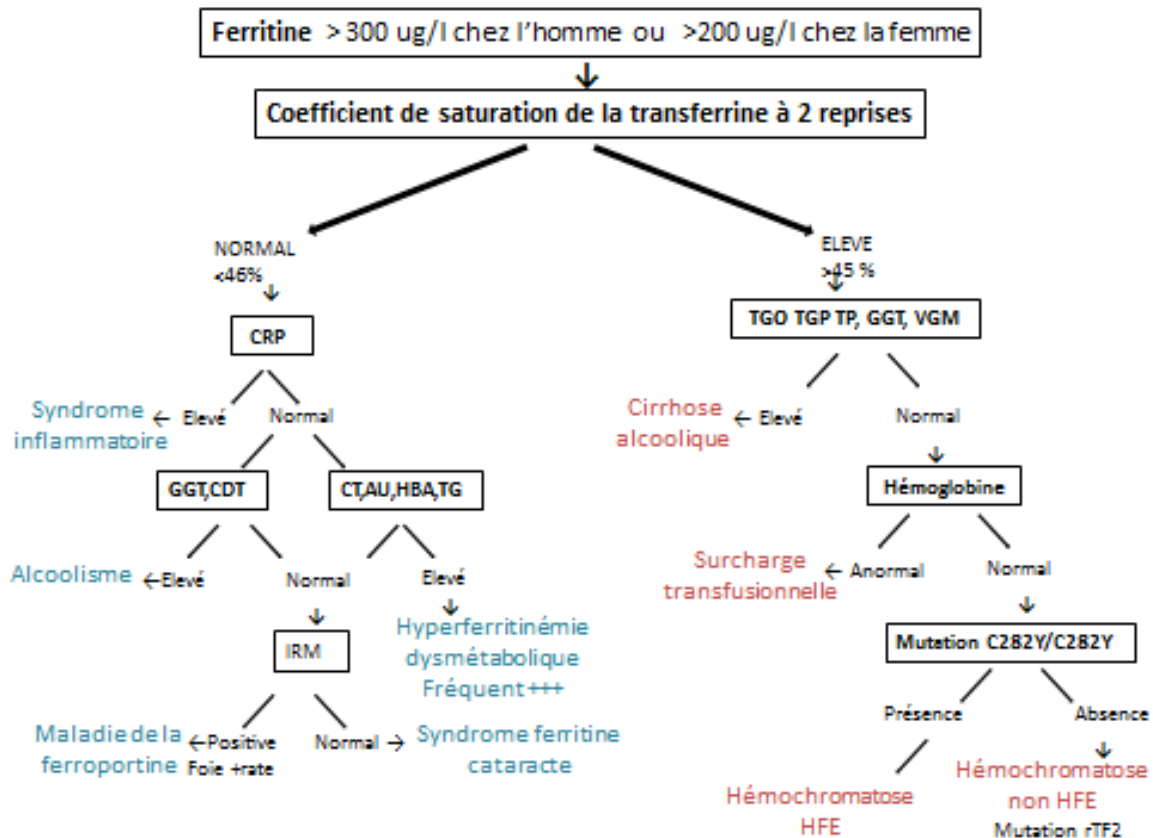 Ferritine > 300 ug/l chez l'homme ou >200 ug/l chez la femme
Coefficient de saturation de la transferrine à 2 reprises
NORMAL
<46%
CRP
Syndrome
inflammatoire
← Elevé
Normal
GGT,CDT
CT,AU,HBA,TG
Alcoolisme
←Elevé
Normal
Elevé
IRM
Hyperferritinémie
dysmétabolique
Fréquent+++
Maladie de la
ferroportine
←Positive
Foie +rate
Normal→
Syndrome ferritine
cataracte
ELEVE
>45 %
TGO TGP TP, GGT, VGM
Cirrhose
alcoolique
← Elevé
Normal
Hémoglobine
Surcharge
transfusionnelle
← Anormal
Normal
Mutation C282Y/C282Y
Présence
Absence
Hémochromatose
HFE
Hémochromatose
non HFE
Mutation rTF2